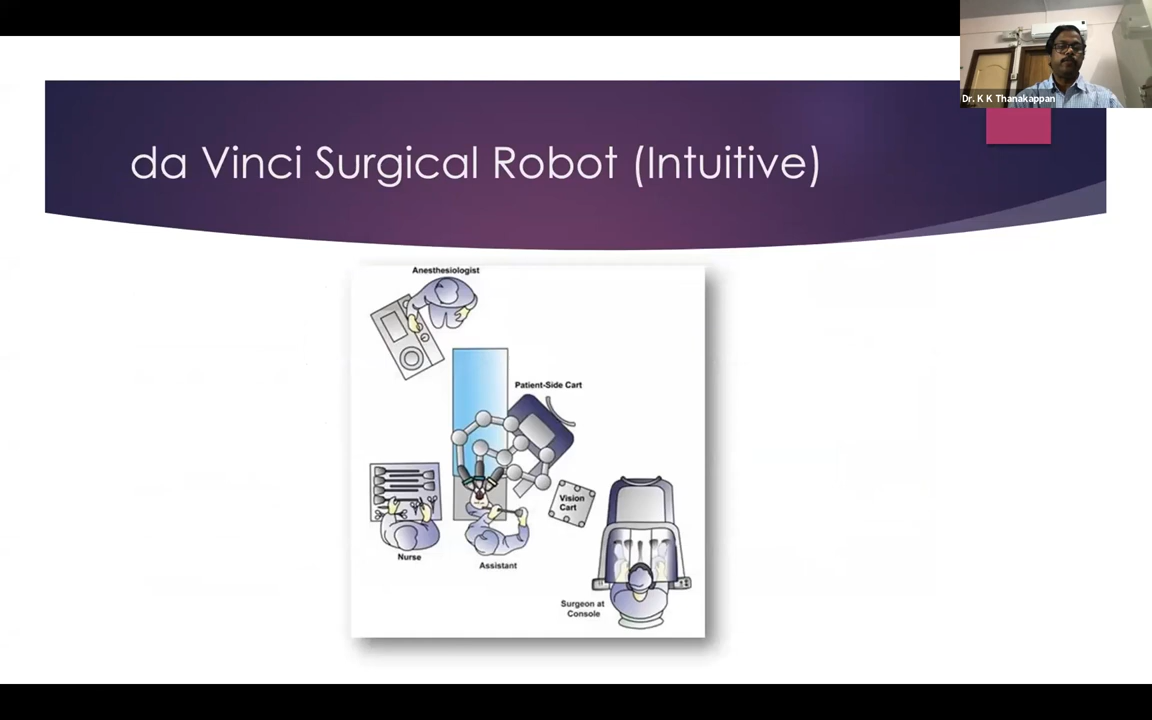 Dr. K K Thanakappan
da Vinci Surgical Robot (Intuitive)
Anesthesiologist
Patient-Side Cart
Vision
Cart
Nurse
Assistant
Surgeon at
Console